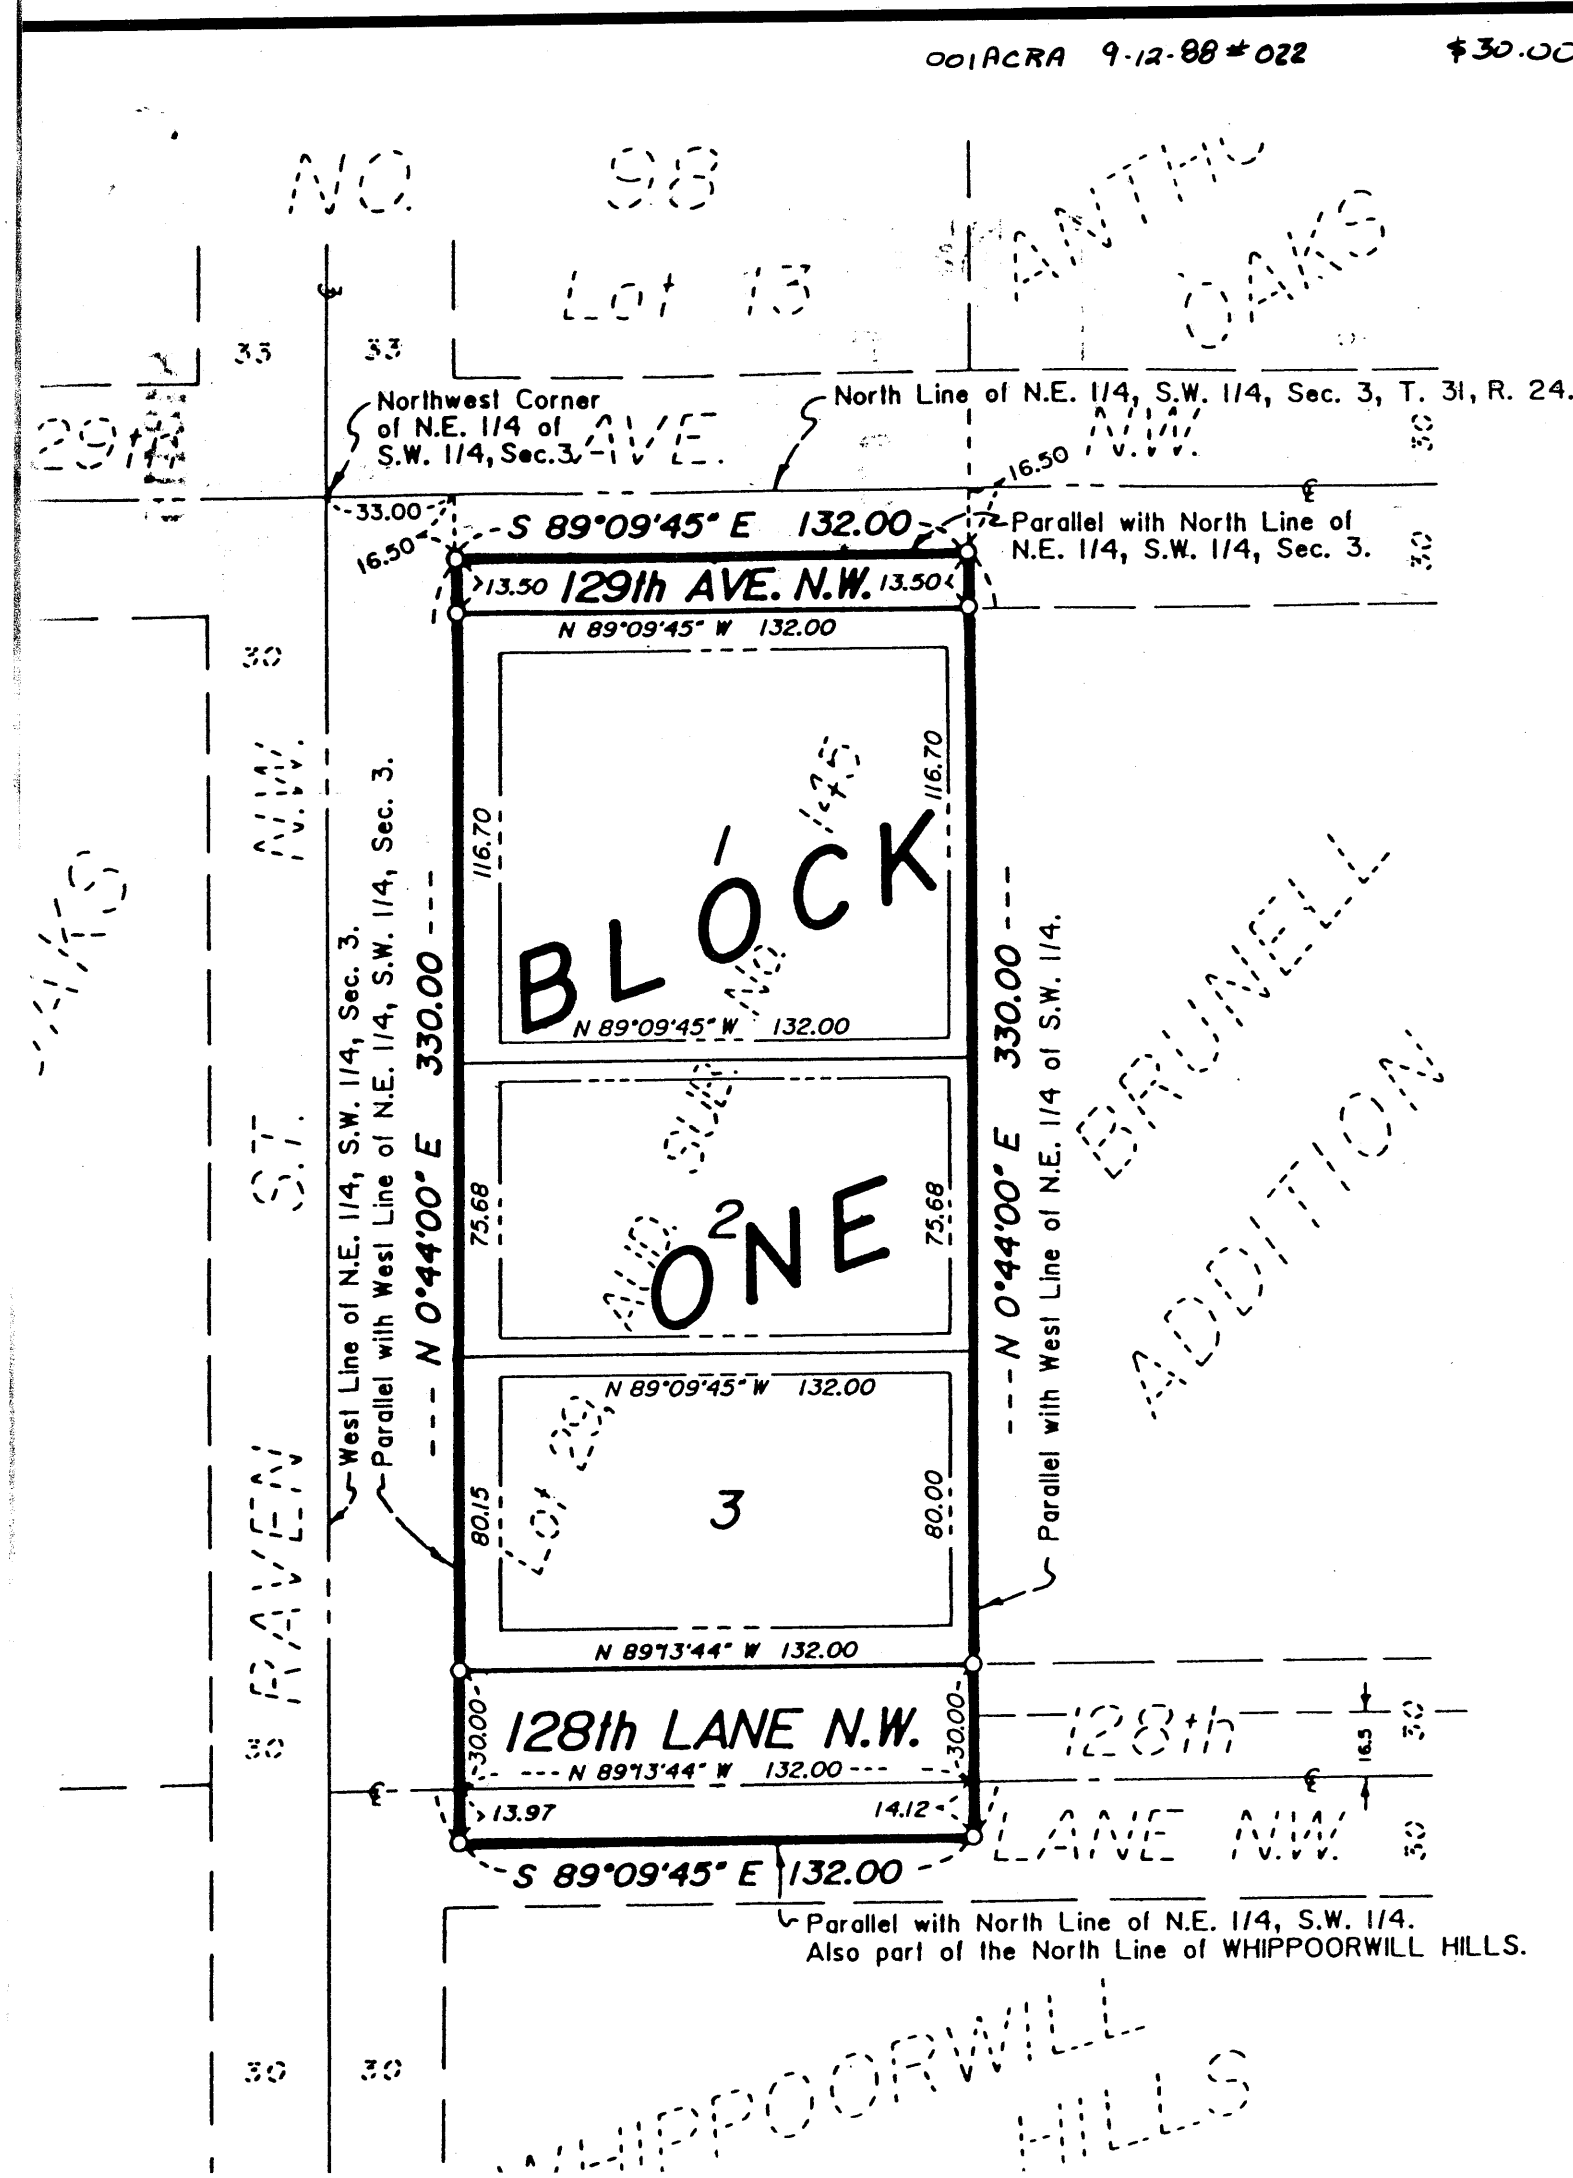 001ACRA 9-12-88 # 022 $30.00
NO. 98
Lot 13
OAKS
33 33
Northwest Corner
of N.E. 1/4 of
S.W. 1/4, Sec. 3
AVE.
North Line of N.E. 1/4, S.W. 1/4, Sec. 3, T. 31, R. 24.
N.W.
30
16.50
33.00
16.50
S 89°09'45" E 132.00
Parallel with North Line of
N.E. 1/4, S.W. 1/4, Sec. 3.
30
13.50 129th AVE. N.W. 13.50
N 89°09'45" W 132.00
30
116.70
116.70
1
BLOCK
N 89°09'45" W 132.00
RAVEN ST. N.W.
West Line of N.E. 1/4, S.W. 1/4, Sec. 3.
Parallel with West Line of N.E. 1/4, S.W. 1/4, Sec. 3.
N 0°44'00" E 330.00
N 0°44'00" E 330.00
Parallel with West Line of N.E. 1/4 of S.W. 1/4.
BRUNELL
ADDITION
75.68
2
75.68
ONE
Lot 29, AUD. SUB. NO.
N 89°09'45" W 132.00
80.15
3
80.00
N 89°13'44" W 132.00
30
30.00
128th LANE N.W.
30.00
128th
16.5
30
N 89°13'44" W 132.00
13.97
14.12
LANE N.W.
30
S 89°09'45" E 132.00
Parallel with North Line of N.E. 1/4, S.W. 1/4.
Also part of the North Line of WHIPPOORWILL HILLS.
30 30
WHIPPOORWILL
HILLS